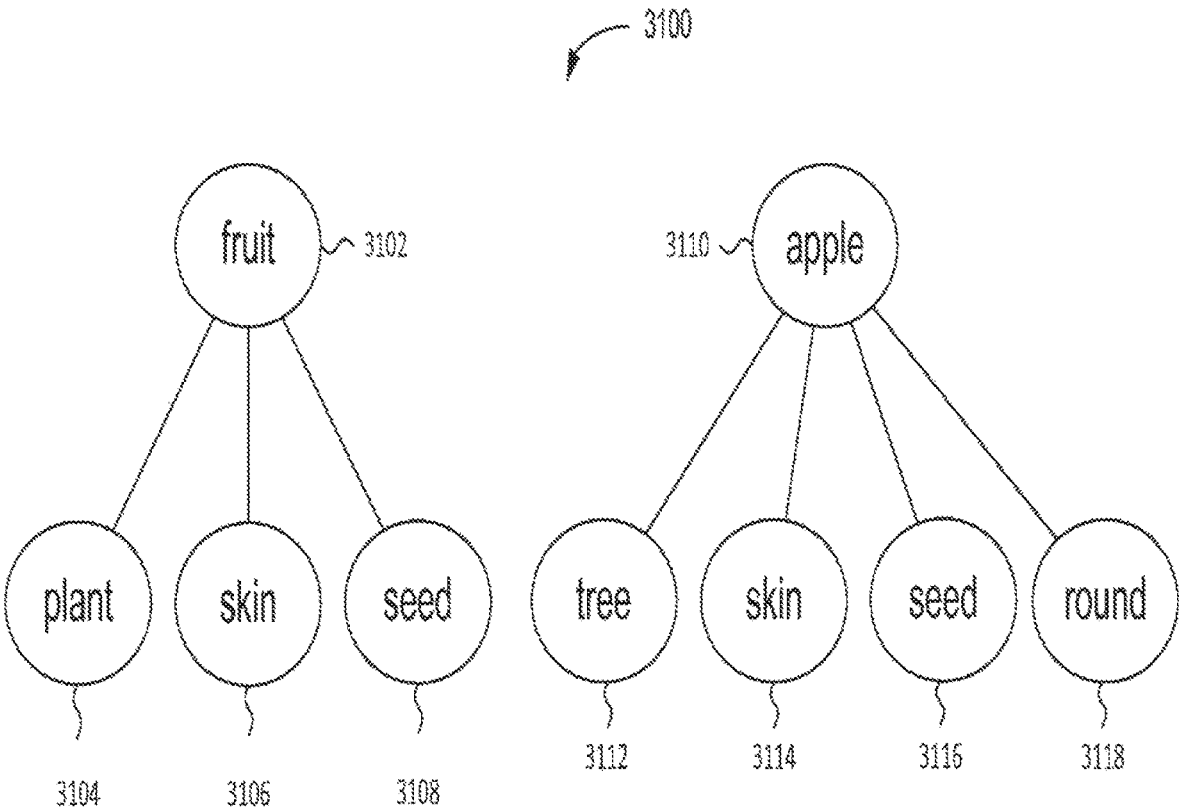 3100
fruit
3102
3110
apple
plant
skin
seed
tree
skin
seed
round
3104
3106
3108
3112
3114
3116
3118